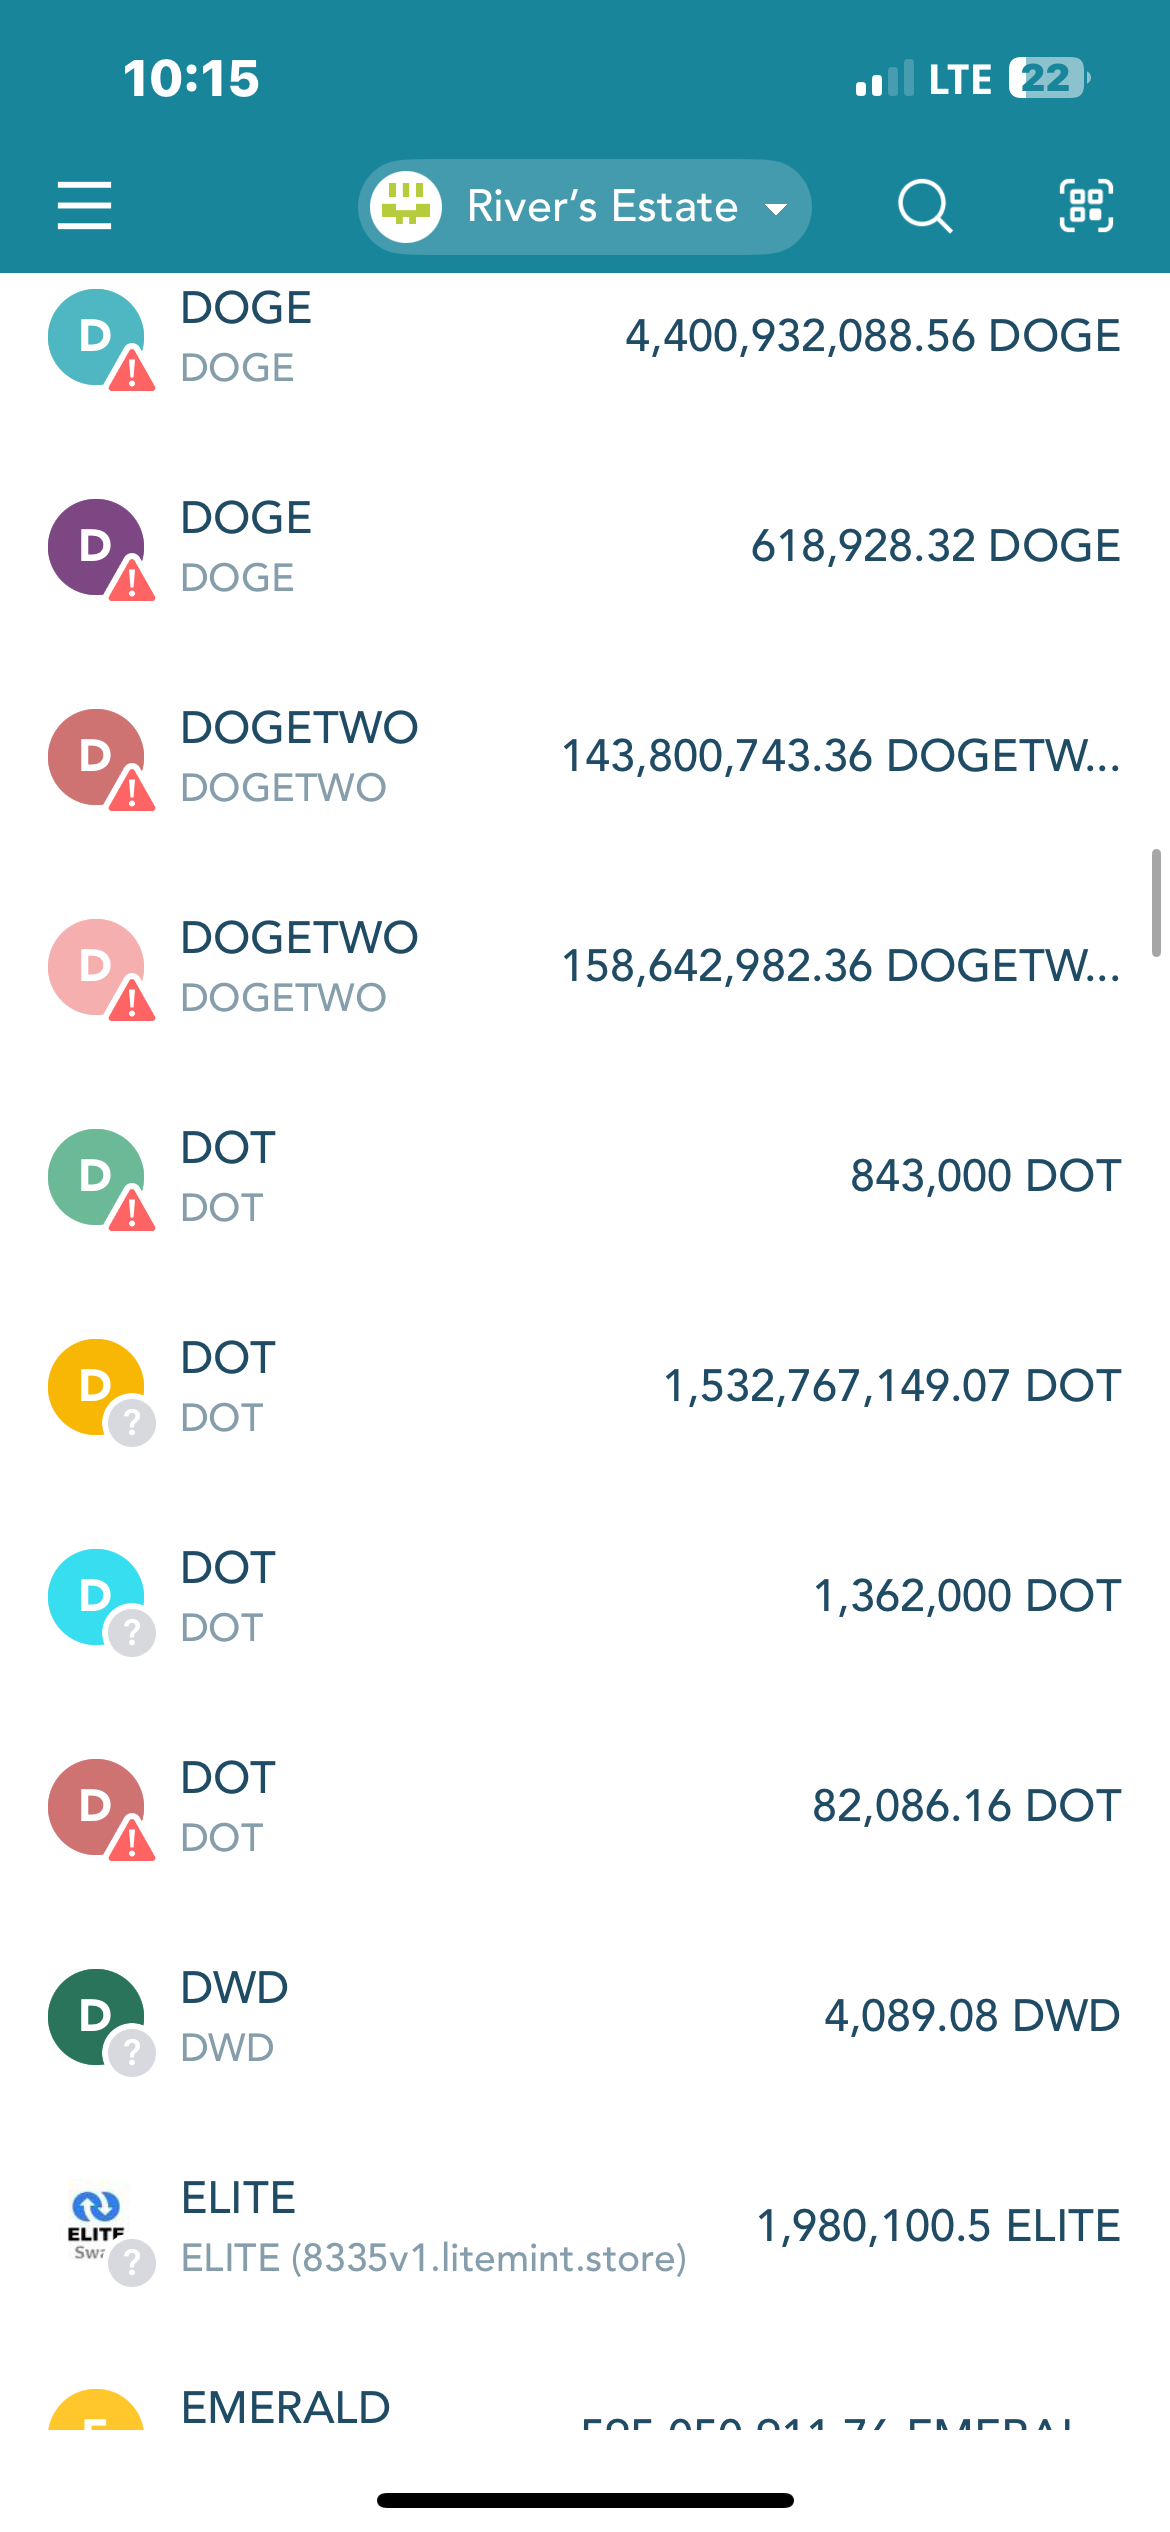 10:15
LTE 22
River's Estate
D
DOGE
4,400,932,088.56 DOGE
DOGE
D
DOGE
618,928.32 DOGE
DOGE
D
DOGETWO
143,800,743.36 DOGETW...
DOGETWO
D
DOGETWO
158,642,982.36 DOGETW...
DOGETWO
D
DOT
843,000 DOT
DOT
D
DOT
1,532,767,149.07 DOT
? DOT
D
DOT
1,362,000 DOT
? DOT
D
DOT
82,086.16 DOT
DOT
D
DWD
4,089.08 DWD
? DWD
ELITE
ELITE
1,980,100.5 ELITE
? ELITE (8335v1.litemint.store)
EMERALD